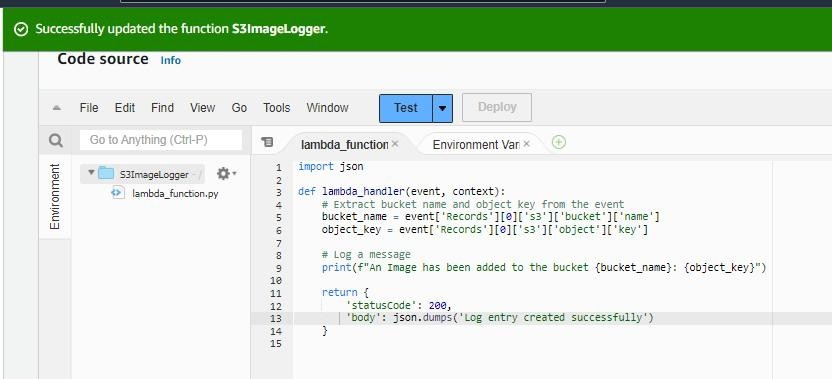 Successfully updated the function S3ImageLogger.
Code source Info
File Edit Find View Go Tools Window Test Deploy
Go to Anything (Ctrl-P)
lambda_function × Environment Var ×
Environment
S3ImageLogger - /
lambda_function.py
1 import json
2
3 def lambda_handler(event, context):
4 # Extract bucket name and object key from the event
5 bucket_name = event['Records'][0]['s3']['bucket']['name']
6 object_key = event['Records'][0]['s3']['object']['key']
7
8 # Log a message
9 print(f"An Image has been added to the bucket {bucket_name}: {object_key}")
10
11 return {
12 'statusCode': 200,
13 'body': json.dumps('Log entry created successfully')
14 }
15